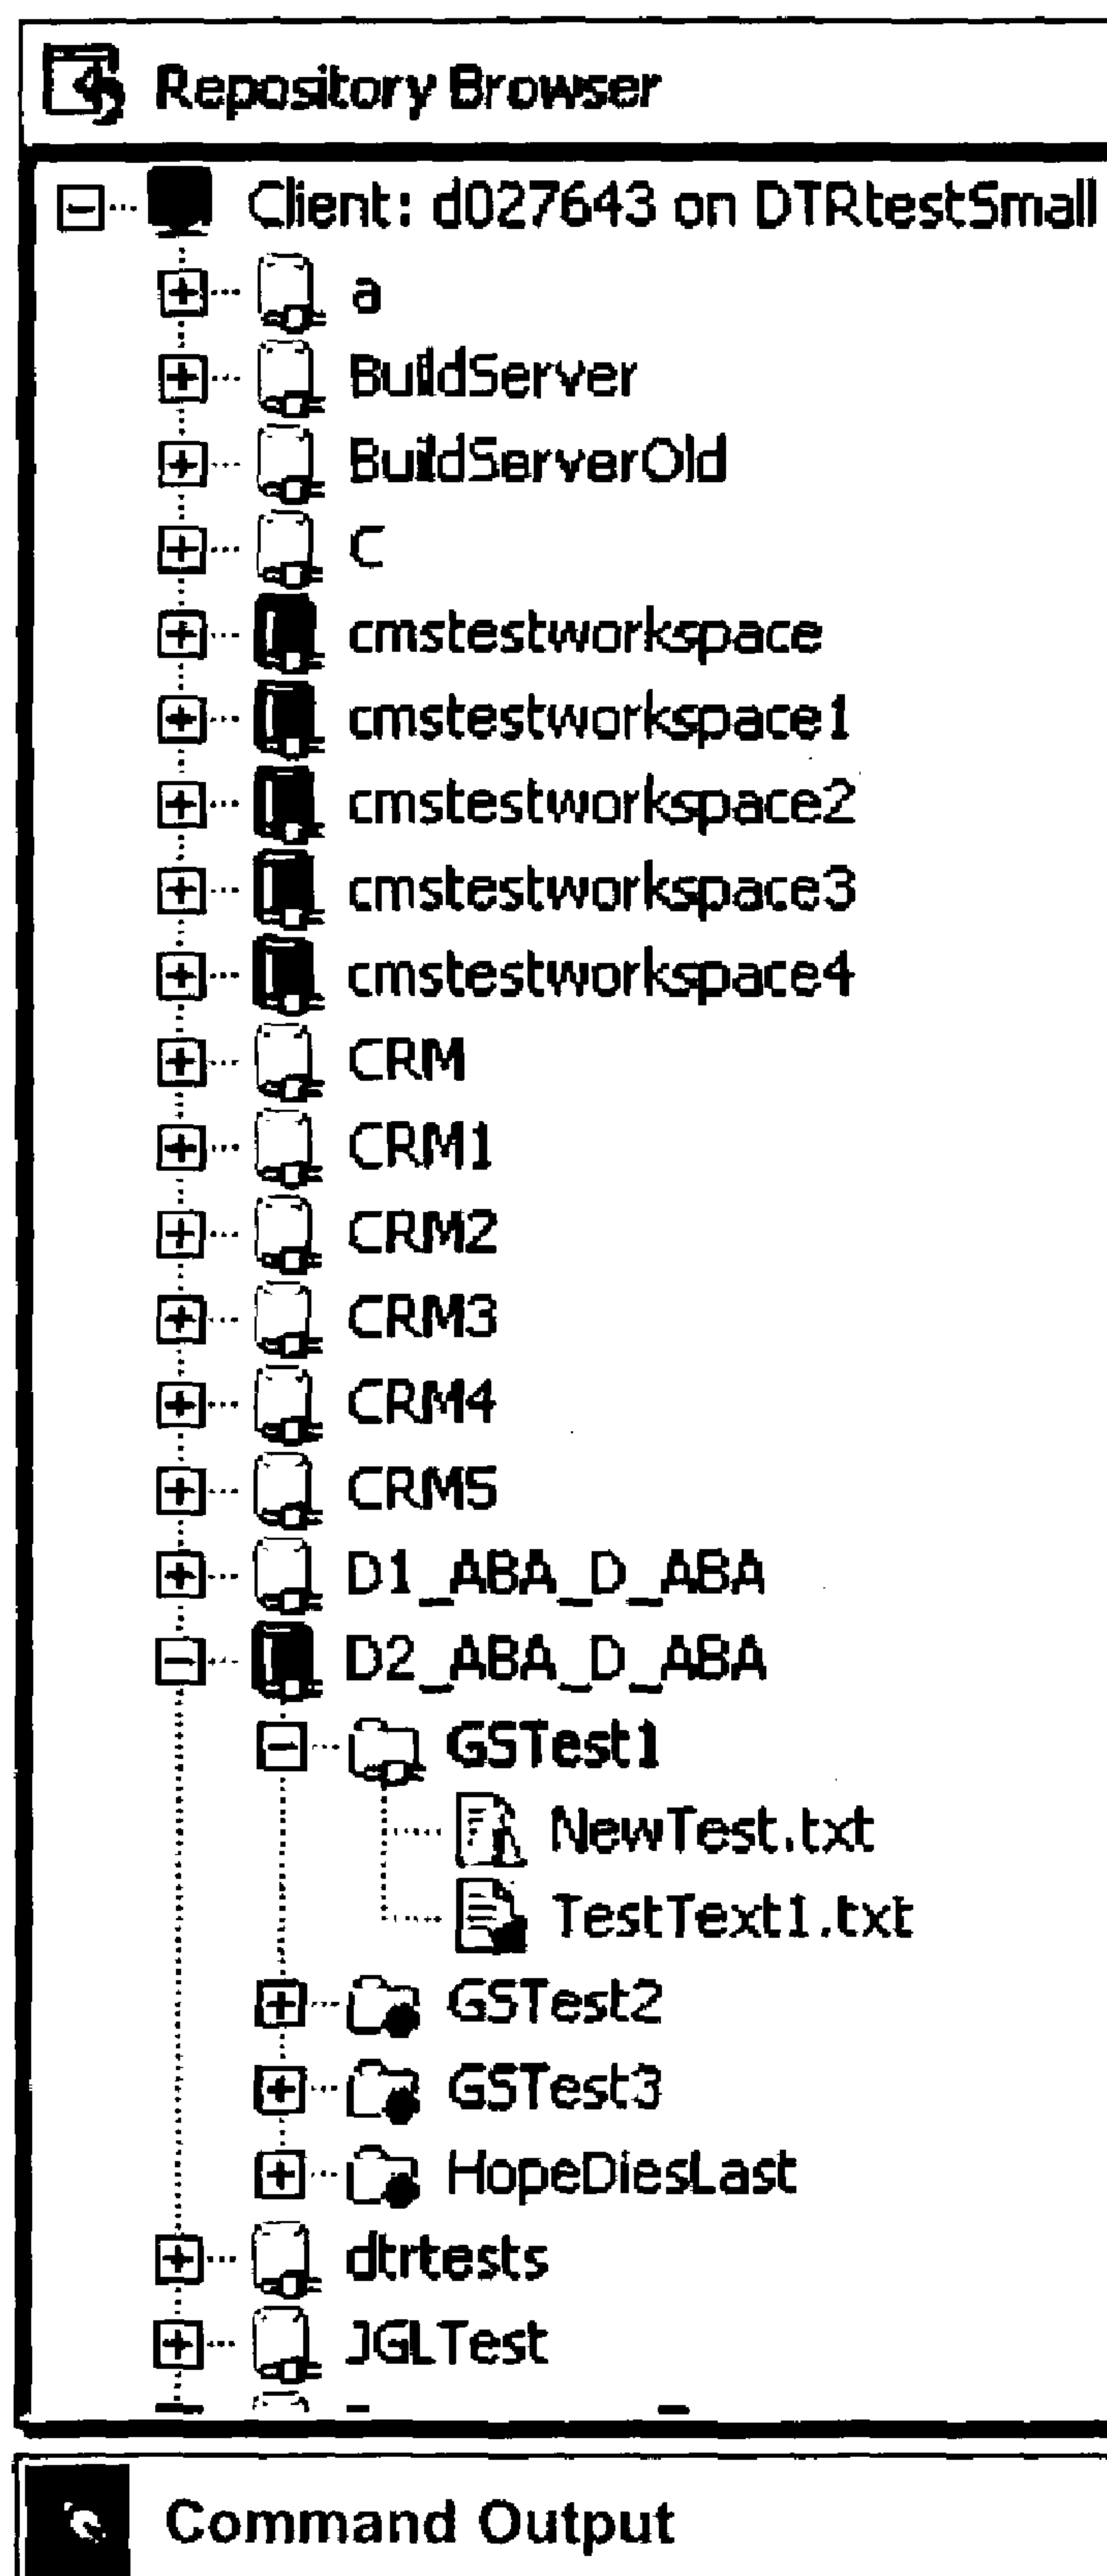 Repository Browser
Client: d027643 on DTRtestSmall
a
BuildServer
BuildServerOld
C
cmstestworkspace
cmstestworkspace1
cmstestworkspace2
cmstestworkspace3
cmstestworkspace4
CRM
CRM1
CRM2
CRM3
CRM4
CRM5
D1_ABA_D_ABA
D2_ABA_D_ABA
GSTest1
NewTest.txt
TestText1.txt
GSTest2
GSTest3
HopeDiesLast
dtrtests
JGLTest
Command Output